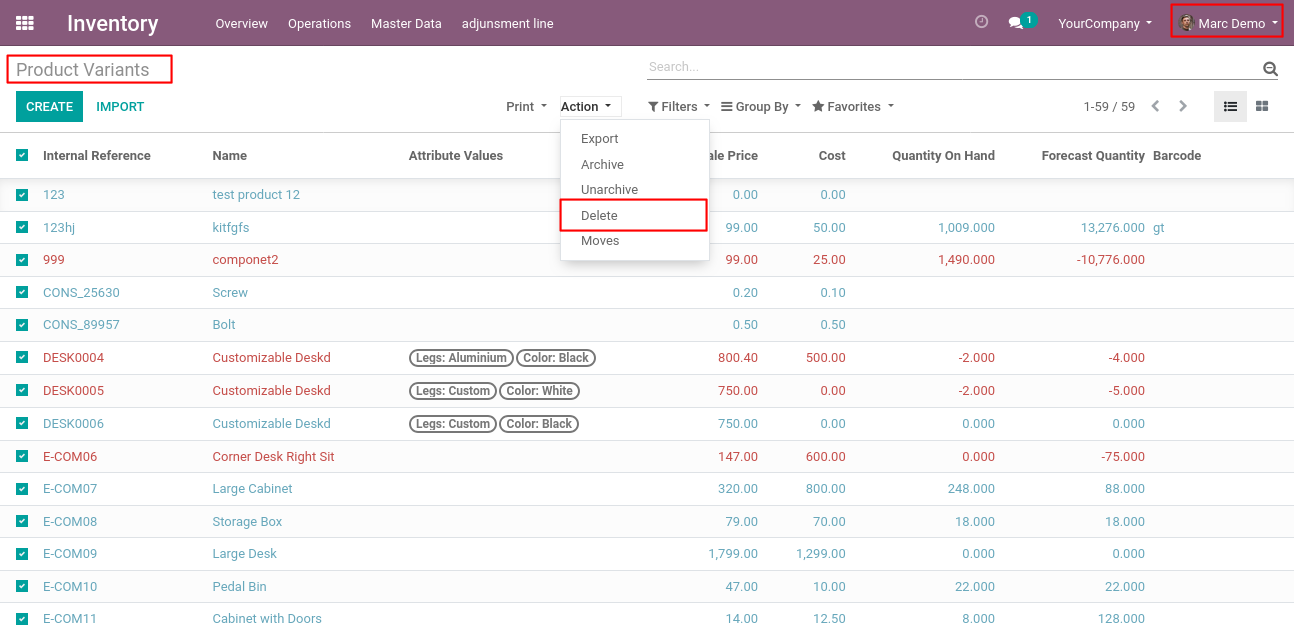 Inventory Overview Operations Master Data adjunsment line 1 YourCompany Marc Demo
Product Variants Search...
CREATE IMPORT Print Action Filters Group By Favorites 1-59 / 59
Export
Archive
Unarchive
Delete
Moves
Internal Reference Name Attribute Values ale Price Cost Quantity On Hand Forecast Quantity Barcode
123 test product 12 0.00 0.00
123hj kitfgfs 99.00 50.00 1,009.000 13,276.000 gt
999 componet2 99.00 25.00 1,490.000 -10,776.000
CONS_25630 Screw 0.20 0.10
CONS_89957 Bolt 0.50 0.50
DESK0004 Customizable Deskd Legs: Aluminium Color: Black 800.40 500.00 -2.000 -4.000
DESK0005 Customizable Deskd Legs: Custom Color: White 750.00 0.00 -2.000 -5.000
DESK0006 Customizable Deskd Legs: Custom Color: Black 750.00 0.00 0.000 0.000
E-COM06 Corner Desk Right Sit 147.00 600.00 0.000 -75.000
E-COM07 Large Cabinet 320.00 800.00 248.000 88.000
E-COM08 Storage Box 79.00 70.00 18.000 18.000
E-COM09 Large Desk 1,799.00 1,299.00 0.000 0.000
E-COM10 Pedal Bin 47.00 10.00 22.000 22.000
E-COM11 Cabinet with Doors 14.00 12.50 8.000 128.000